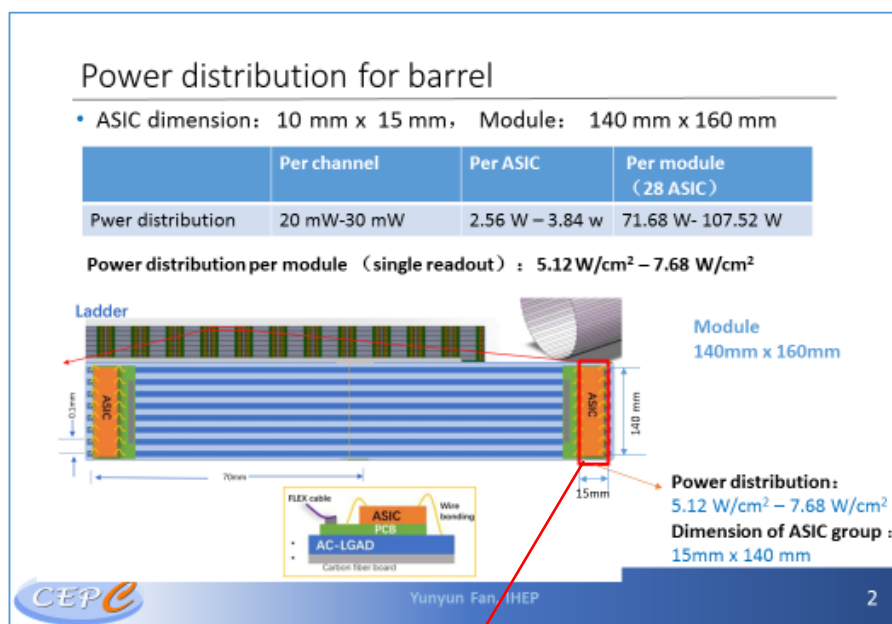 Power distribution for barrel
• ASIC dimension： 10 mm x 15 mm， Module： 140 mm x 160 mm
Per channel Per ASIC Per module
（28 ASIC）
Pwer distribution 20 mW-30 mW 2.56 W – 3.84 w 71.68 W- 107.52 W
Power distribution per module （single readout）： 5.12 W/cm² – 7.68 W/cm²
Ladder
Module
140mm x 160mm
ASIC
ASIC
0.1mm
140 mm
70mm
15mm
FLEX cable
Wire
bonding
ASIC
PCB
AC-LGAD
Carbon fiber board
Power distribution：
5.12 W/cm² – 7.68 W/cm²
Dimension of ASIC group：
15mm x 140 mm
CEPC
Yunyun Fan, IHEP
2